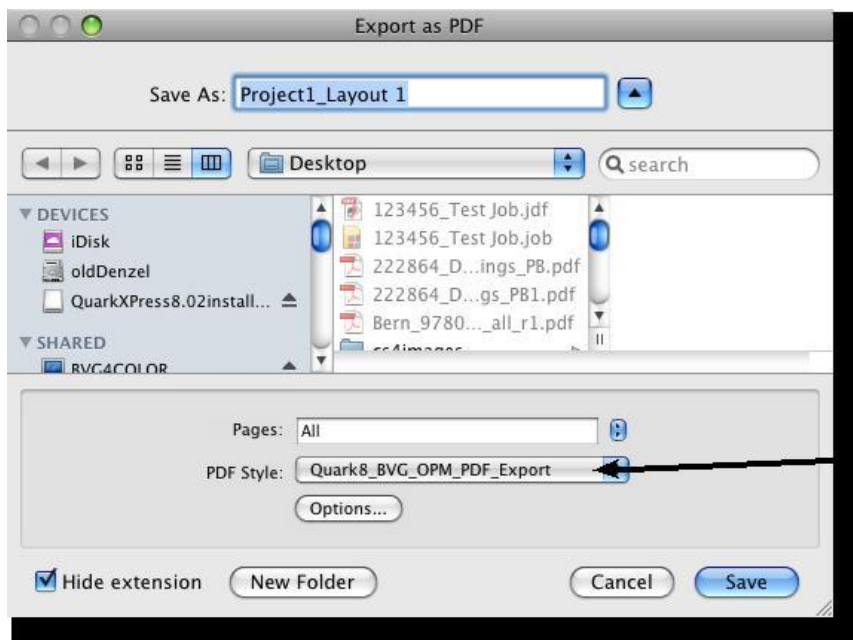 Export as PDF
Save As: Project1_Layout 1
Desktop
search
DEVICES
iDisk
oldDenzel
QuarkXPress8.02install...
SHARED
BVG4COLOR
123456_Test Job.jdf
123456_Test Job.job
222864_D...ings_PB.pdf
222864_D...gs_PB1.pdf
Bern_9780..._all_r1.pdf
cs4images
Pages: All
PDF Style: Quark8_BVG_OPM_PDF_Export
Options...
Hide extension
New Folder
Cancel
Save